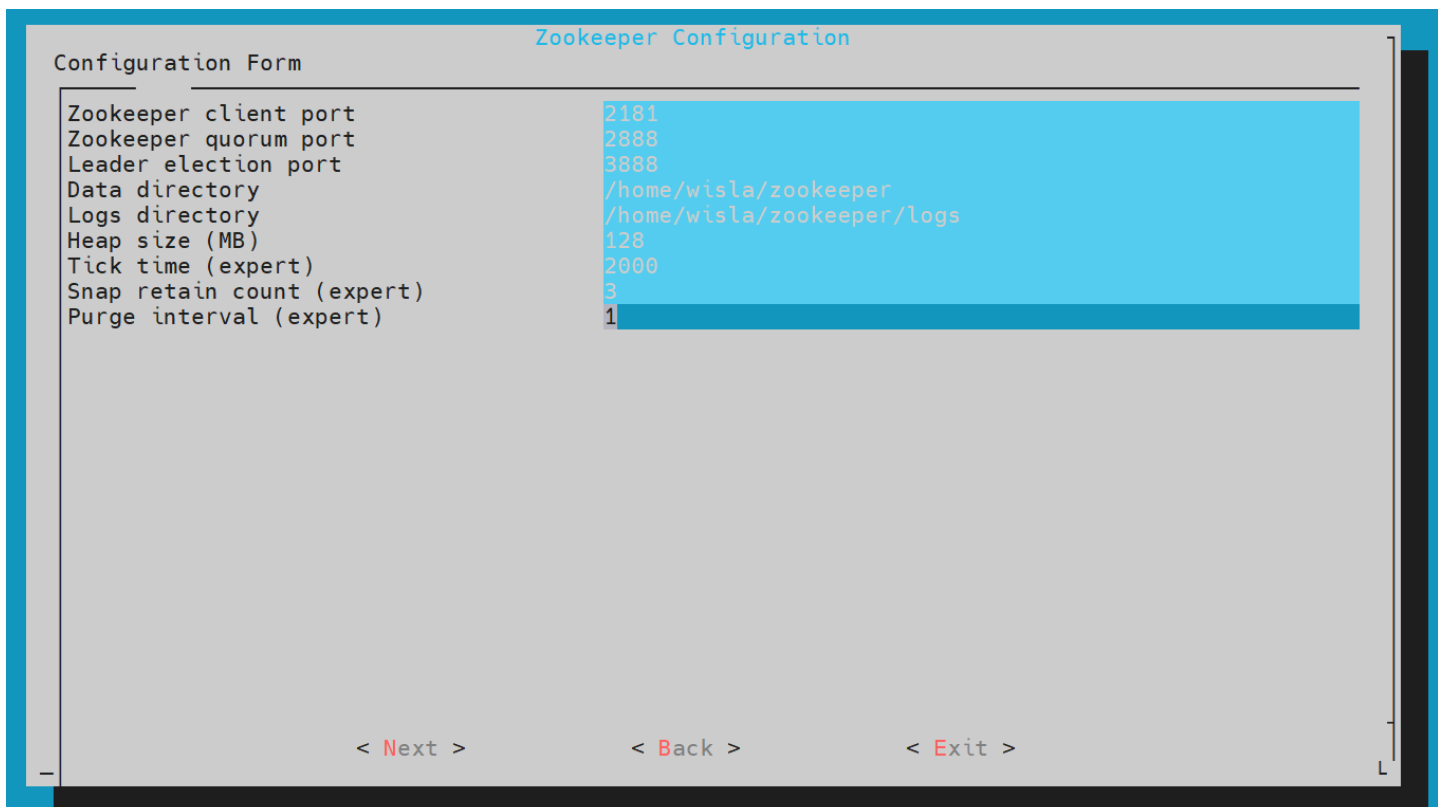 Zookeeper Configuration
Configuration Form
Zookeeper client port 2181
Zookeeper quorum port 2888
Leader election port 3888
Data directory /home/wisla/zookeeper
Logs directory /home/wisla/zookeeper/logs
Heap size (MB) 128
Tick time (expert) 2000
Snap retain count (expert) 3
Purge interval (expert) 1
< Next > < Back > < Exit >